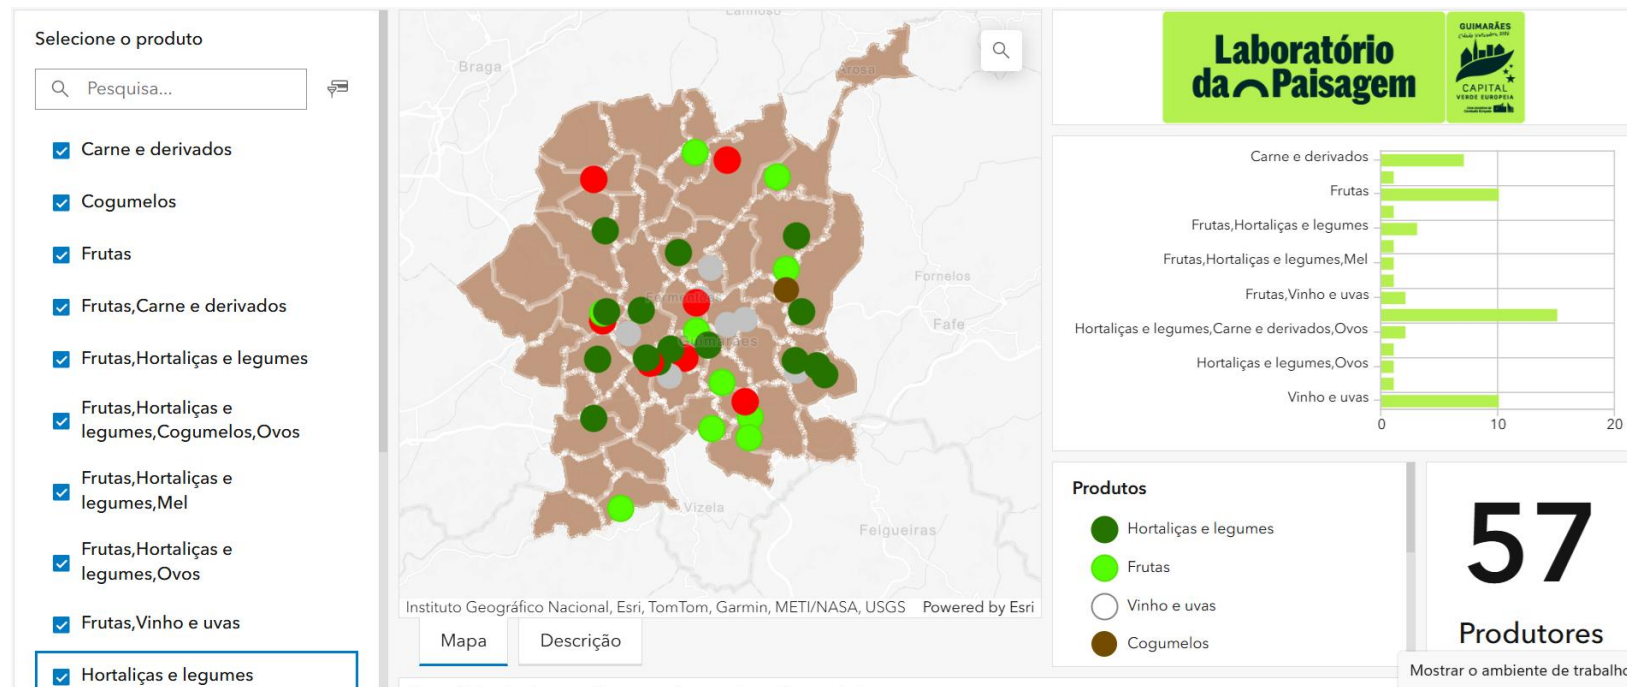 Selecione o produto
Pesquisa...
Carne e derivados
Cogumelos
Frutas
Frutas,Carne e derivados
Frutas,Hortaliças e legumes
Frutas,Hortaliças e
legumes,Cogumelos,Ovos
Frutas,Hortaliças e
legumes,Mel
Frutas,Hortaliças e
legumes,Ovos
Frutas,Vinho e uvas
Hortaliças e legumes
Lanhoso
Braga
Arosa
Fornelos
Fafe
Guimarães
Vizela
Felgueiras
Instituto Geográfico Nacional, Esri, TomTom, Garmin, METI/NASA, USGS
Powered by Esri
Mapa
Descrição
Laboratório
da Paisagem
GUIMARÃES
CAPITAL
VERDE EUROPEIA
Carne e derivados
Frutas
Frutas,Hortaliças e legumes
Frutas,Hortaliças e legumes,Mel
Frutas,Vinho e uvas
Hortaliças e legumes,Carne e derivados,Ovos
Hortaliças e legumes,Ovos
Vinho e uvas
0 10 20
Produtos
Hortaliças e legumes
Frutas
Vinho e uvas
Cogumelos
57
Produtores
Mostrar o ambiente de trabalho